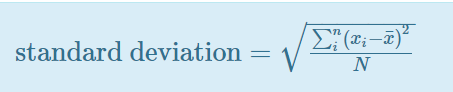 standard deviation = √(∑ᵢⁿ(xᵢ−x̄)² / N)